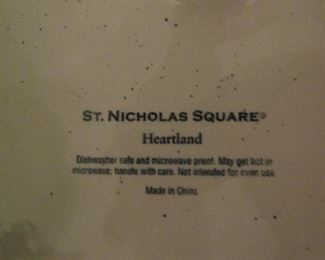 ST. NICHOLAS SQUARE®
Heartland
Dishwasher safe and microwave proof. May get hot in
microwave; handle with care. Not intended for oven use.
Made in China